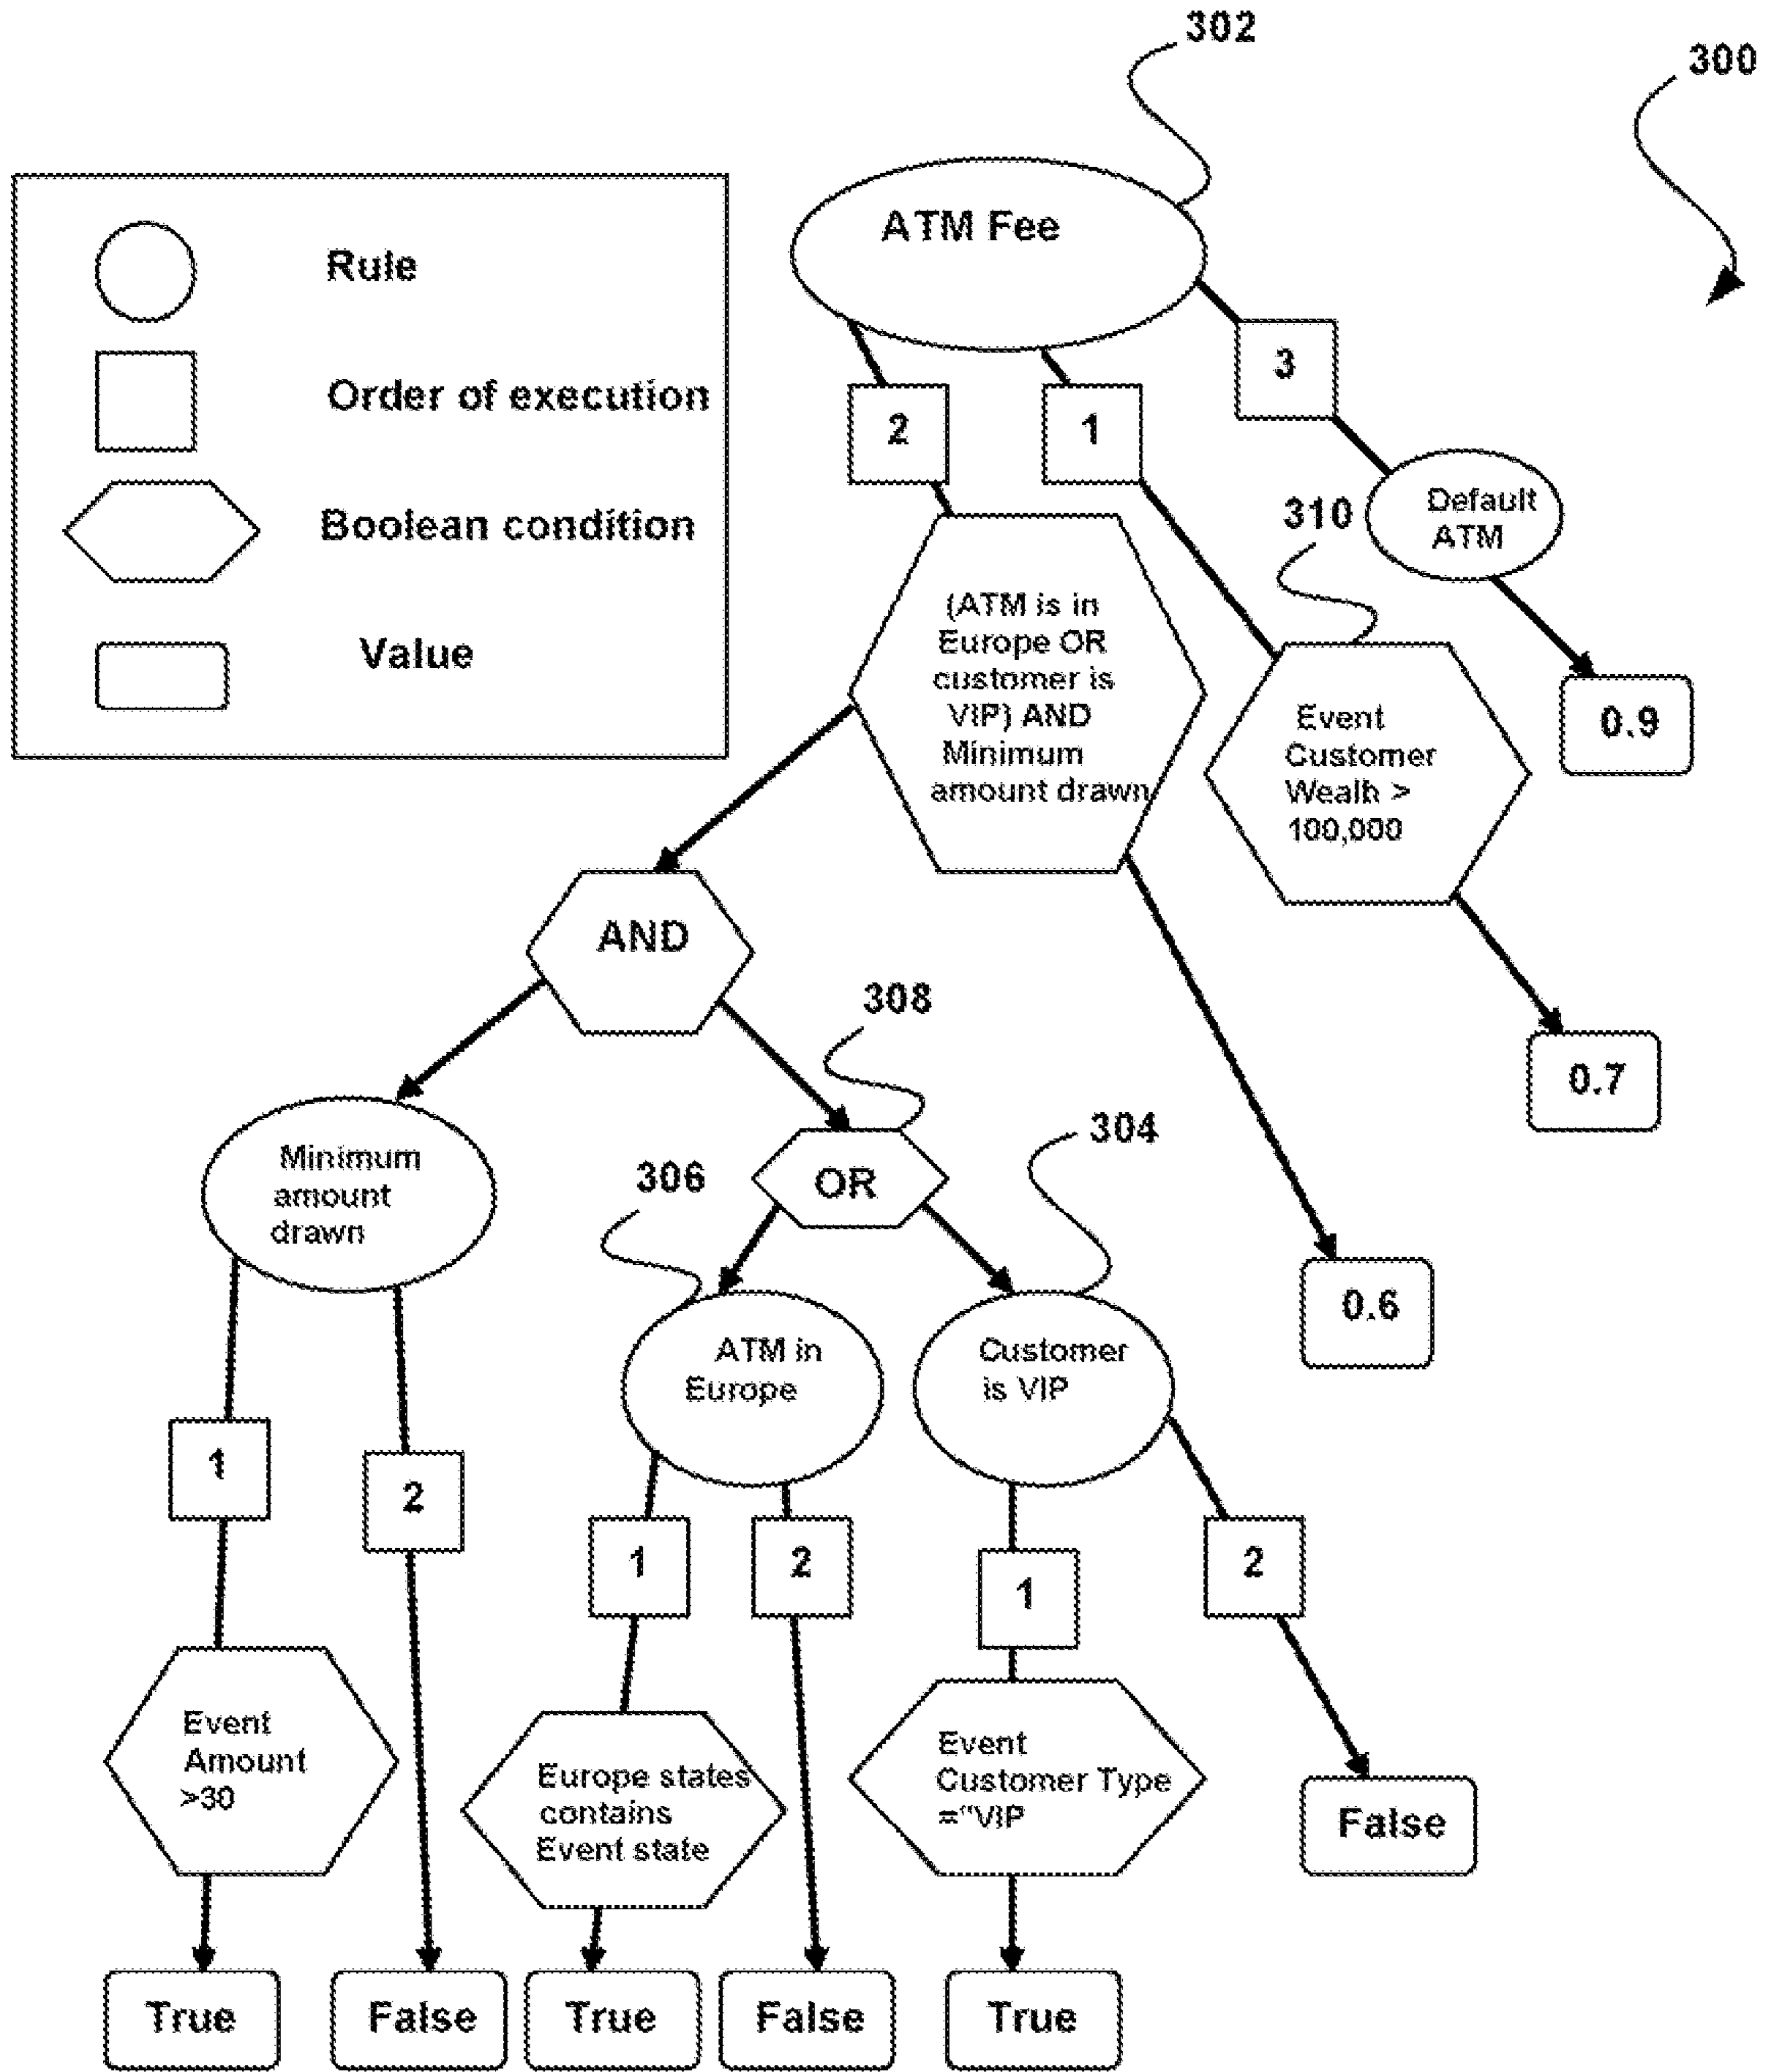 302
300
ATM Fee
Rule
Order of execution
Boolean condition
Value
2
1
3
310
Default
ATM
(ATM is in
Europe OR
customer is
VIP) AND
Minimum
amount drawn
Event
Customer
Wealh >
100,000
0.9
AND
308
0.7
Minimum
amount
drawn
306
OR
304
0.6
ATM in
Europe
Customer
is VIP
1
2
1
2
1
2
Event
Amount
>30
Europe states
contains
Event state
Event
Customer Type
="VIP
False
True
False
True
False
True